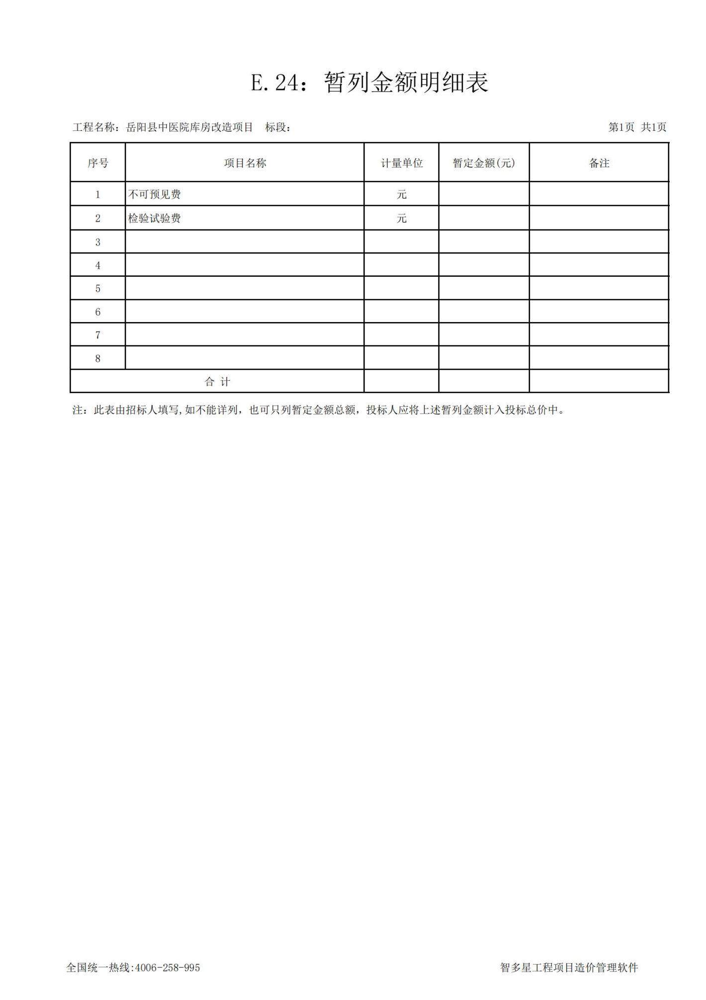 E.24：暂列金额明细表
工程名称：岳阳县中医院库房改造项目 标段： 第1页 共1页
序号 项目名称 计量单位 暂定金额(元) 备注
1 不可预见费 元
2 检验试验费 元
3
4
5
6
7
8
合 计
注：此表由招标人填写,如不能详列，也可只列暂定金额总额，投标人应将上述暂列金额计入投标总价中。
全国统一热线:4006-258-995 智多星工程项目造价管理软件